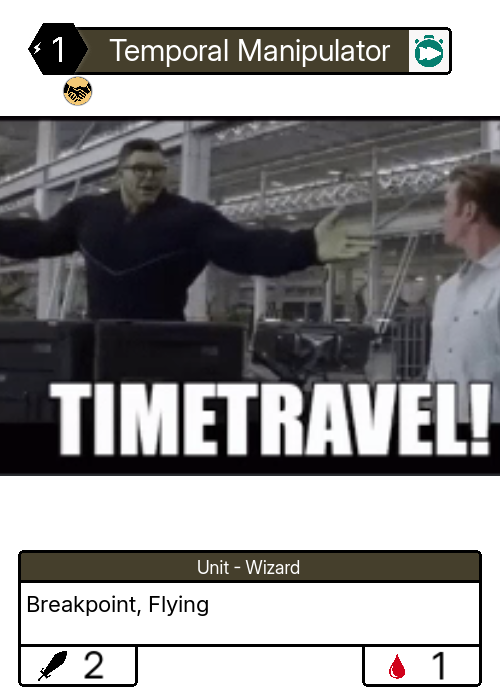 1 Temporal Manipulator
TIMETRAVEL!
Unit - Wizard
Breakpoint, Flying
2 1